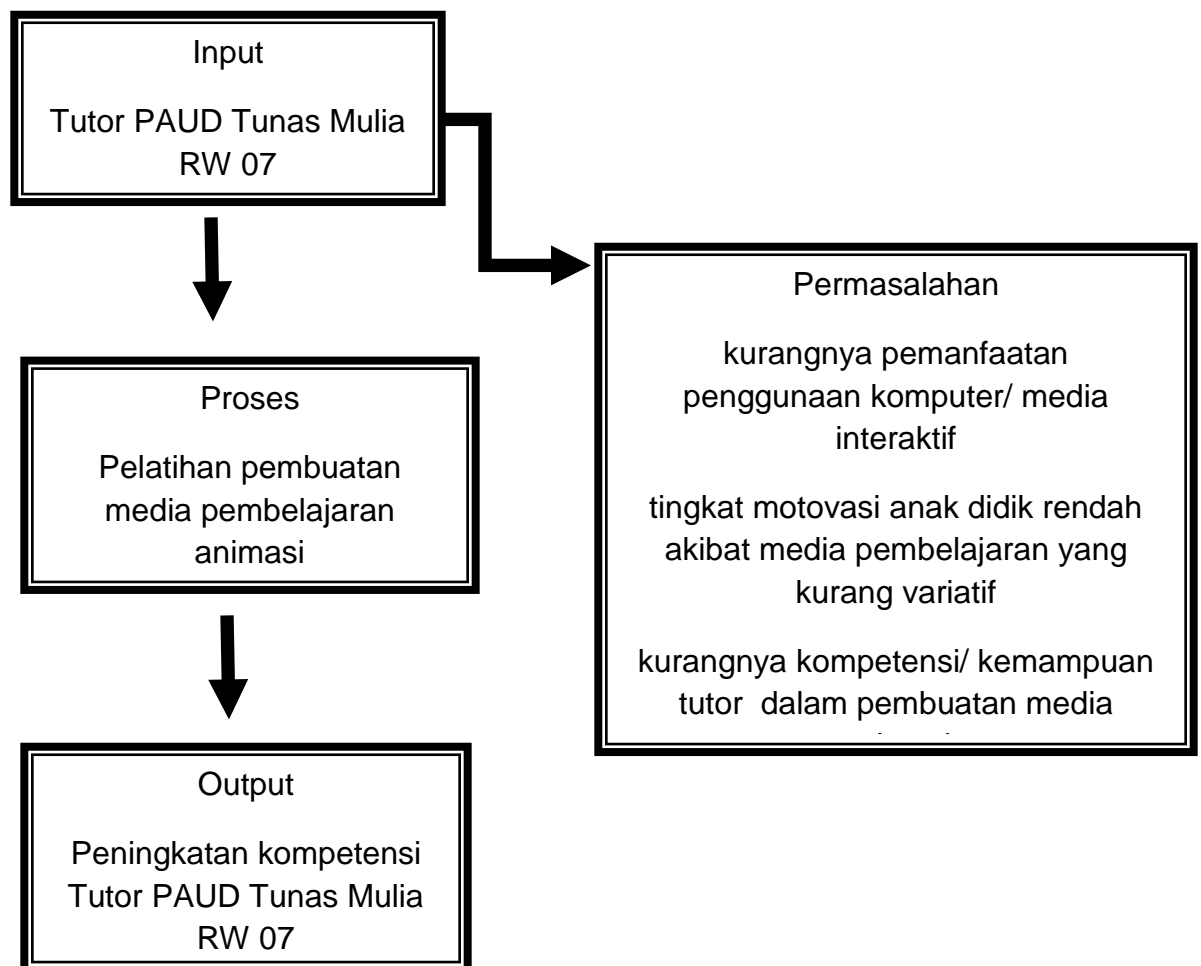 Input
Tutor PAUD Tunas Mulia
RW 07
Permasalahan
kurangnya pemanfaatan
penggunaan komputer/ media
interaktif
tingkat motovasi anak didik rendah
akibat media pembelajaran yang
kurang variatif
kurangnya kompetensi/ kemampuan
tutor  dalam pembuatan media
Proses
Pelatihan pembuatan
media pembelajaran
animasi
Output
Peningkatan kompetensi
Tutor PAUD Tunas Mulia
RW 07